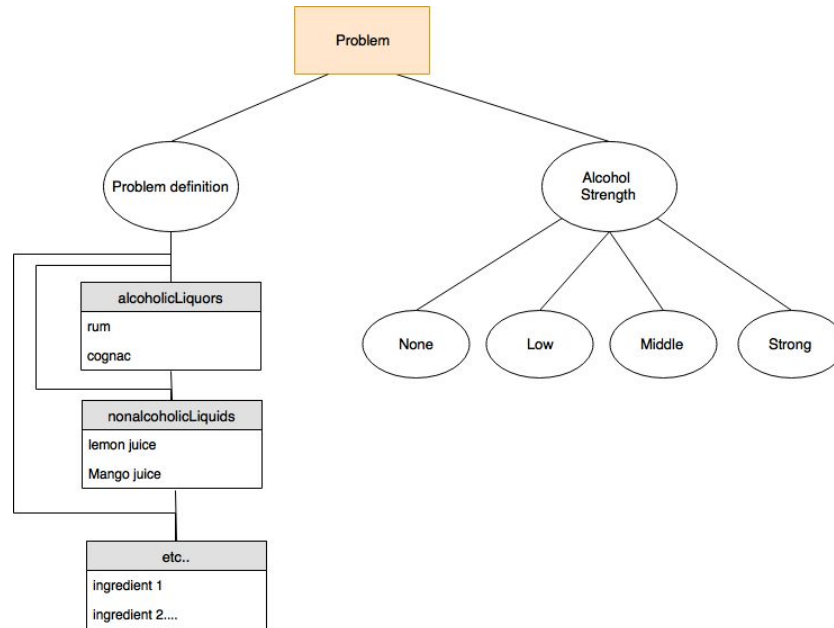 Problem
Problem definition
Alcohol
Strength
alcoholicLiquors
rum
cognac
None
Low
Middle
Strong
nonalcoholicLiquids
lemon juice
Mango juice
etc..
ingredient 1
ingredient 2....